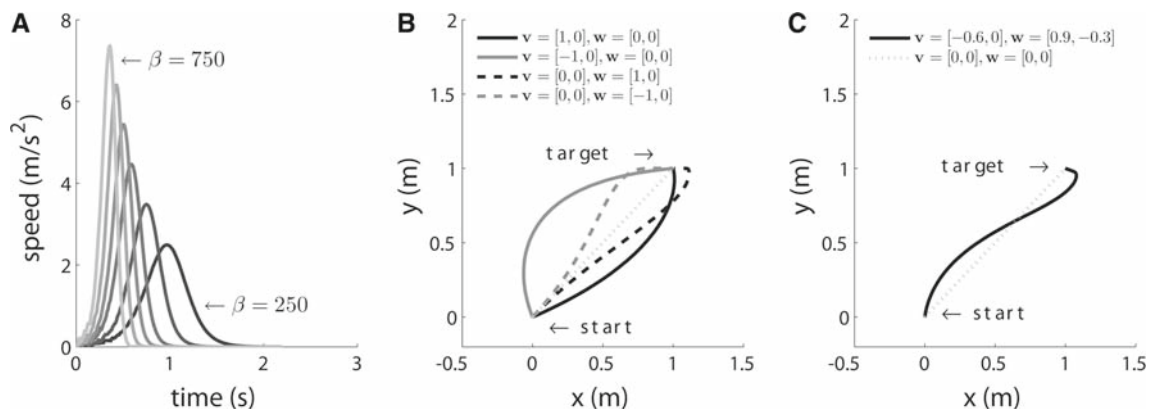 A
8
6
4
2
0
0
1
2
3
speed (m/s²)
time (s)
← β = 750
← β = 250
B
2
1.5
1
0.5
0
-0.5
0
0.5
1
1.5
y (m)
x (m)
v = [1, 0], w = [0, 0]
v = [−1, 0], w = [0, 0]
v = [0, 0], w = [1, 0]
v = [0, 0], w = [−1, 0]
target →
← start
C
2
1.5
1
0.5
0
-0.5
0
0.5
1
1.5
y (m)
x (m)
v = [−0.6, 0], w = [0.9, −0.3]
v = [0, 0], w = [0, 0]
target →
← start